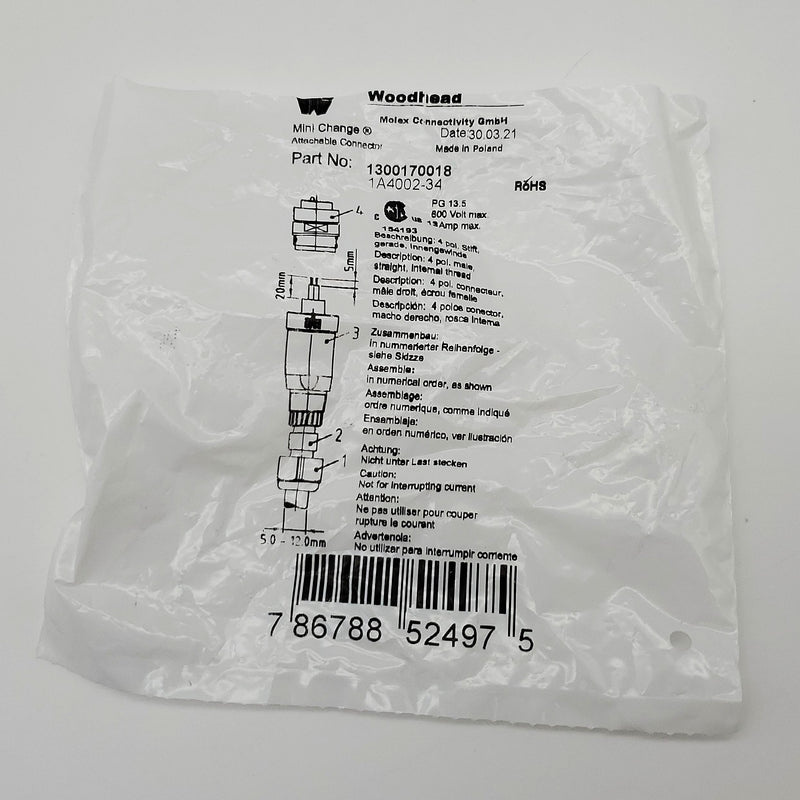 Woodhead
Molex Connectivity GmbH
Mini Change ® Date:30.03.21
Attachable Connector Made in Poland
Part No: 1300170018
1A4002-34 RoHS
PG 13.5
c us 600 Volt max.
13Amp max.
154193
Beschreibung: 4 pol. Stift,
gerade, Innengewinde
Description: 4 pol. male,
straight, internal thread
Description: 4 pol. connecteur,
mâle droit, écrou femelle
Descripción: 4 polos conector,
macho derecho, rosca interna
Zusammenbau:
In nummerierter Reihenfolge -
siehe Skizze
Assemble:
in numerical order, as shown
Assemblage:
ordre numerique, comme indiqué
Ensamblaje:
en orden numérico, ver ilustración
Achtung:
Nicht unter Last stecken
Caution:
Not for interrupting current
Attention:
Ne pas utiliser pour couper
rupture le courant
Advertencia:
No utilizar para interrumpir corriente
4
5mm
20mm
3
2
1
5.0 - 12.0mm
7 86788 52497 5